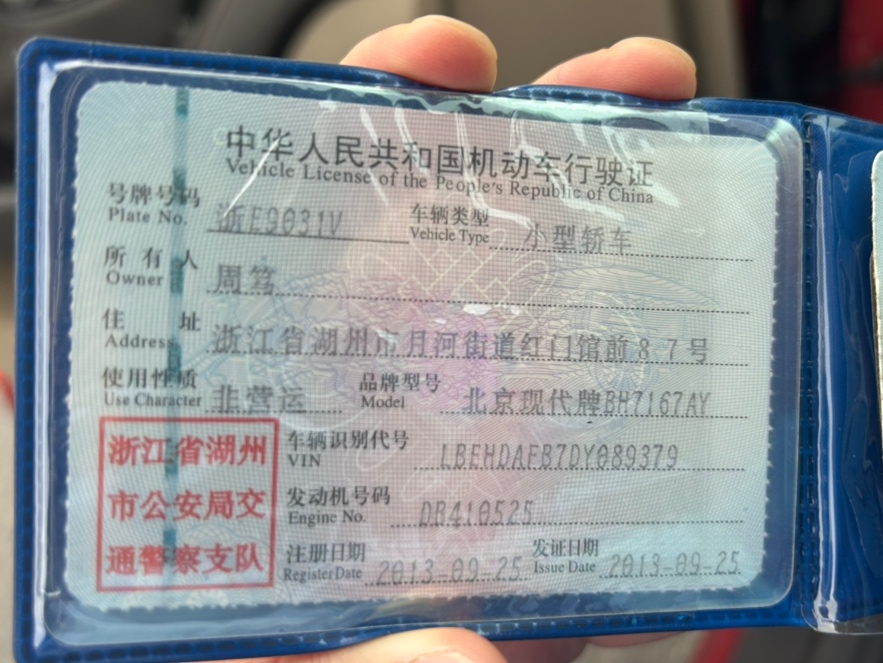 中华人民共和国机动车行驶证
Vehicle License of the People's Republic of China
号牌号码 浙E9031V 车辆类型 小型轿车
Plate No. Vehicle Type
所有人 周笃
Owner
住址 浙江省湖州市月河街道红门馆前87号
Address
使用性质 非营运 品牌型号 北京现代牌BH7167AY
Use Character Model
浙江省湖州
市公安局交
通警察支队
车辆识别代号 LBEHDAFB7DY089379
VIN
发动机号码 DB410525
Engine No.
注册日期 2013-09-25 发证日期 2013-09-25
Register Date Issue Date